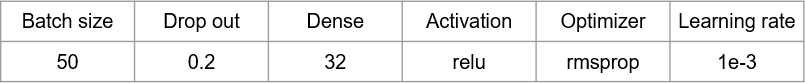 Batch size Drop out Dense Activation Optimizer Learning rate
50 0.2 32 relu rmsprop 1e-3